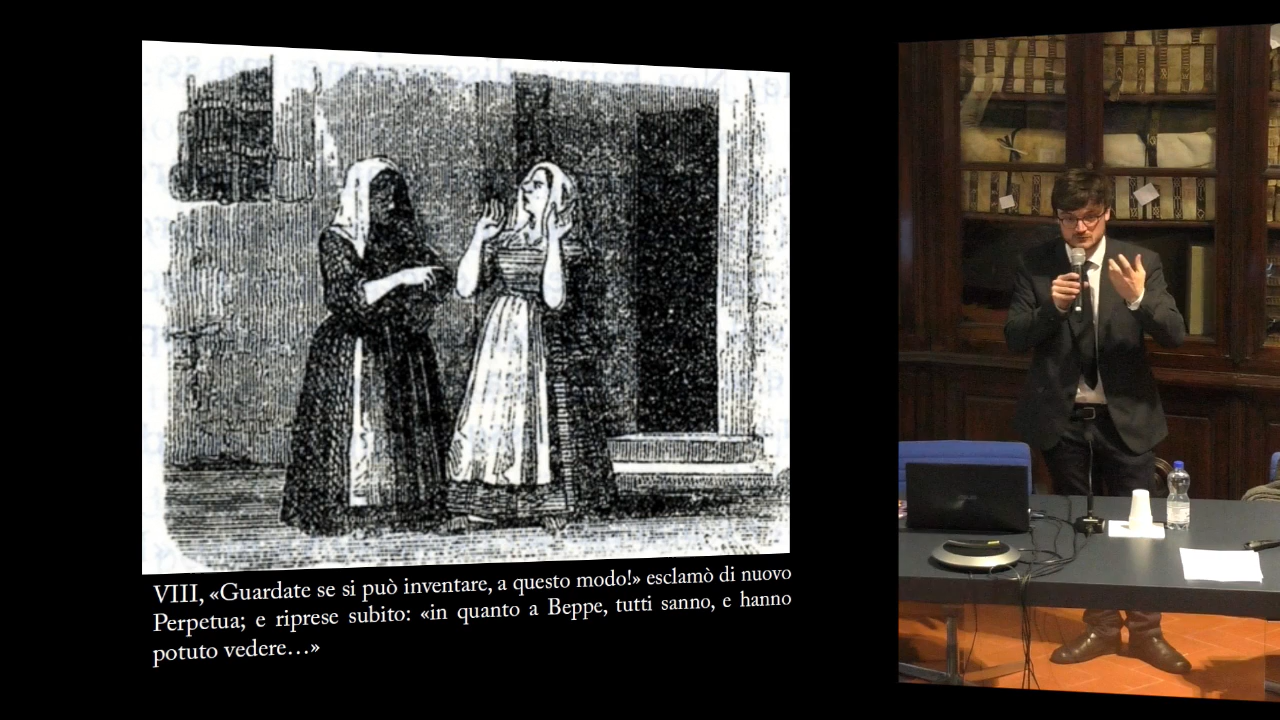 VIII, «Guardate se si può inventare, a questo modo!» esclamò di nuovo
Perpetua; e riprese subito: «in quanto a Beppe, tutti sanno, e hanno
potuto vedere…»